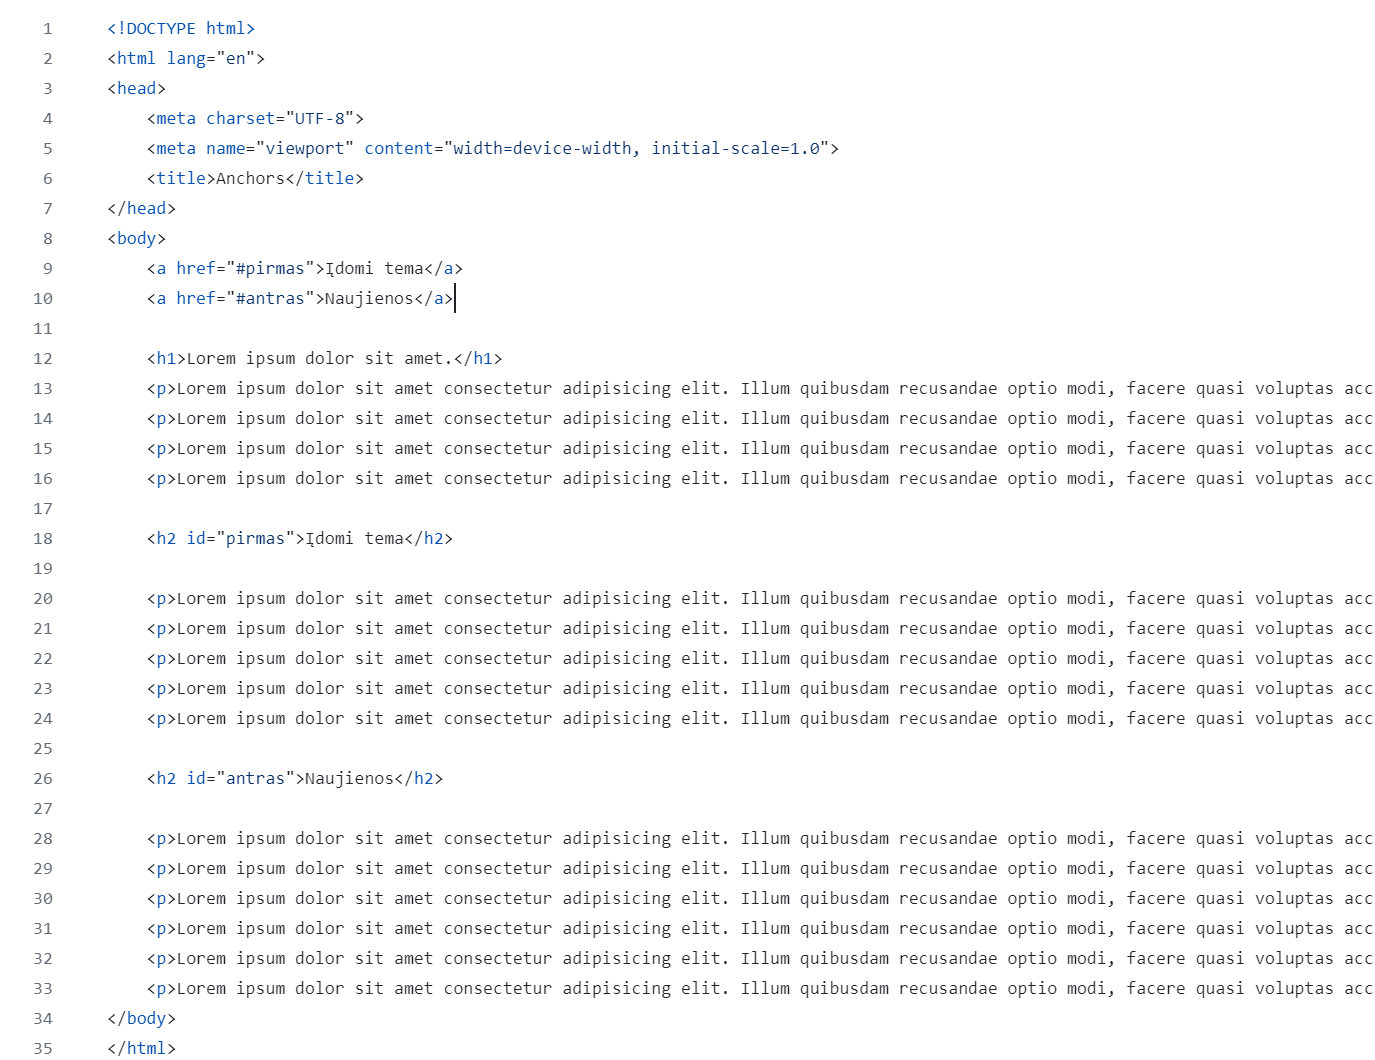 1 <!DOCTYPE html>
2 <html lang="en">
3 <head>
4 <meta charset="UTF-8">
5 <meta name="viewport" content="width=device-width, initial-scale=1.0">
6 <title>Anchors</title>
7 </head>
8 <body>
9 <a href="#pirmas">Įdomi tema</a>
10 <a href="#antras">Naujienos</a>
11
12 <h1>Lorem ipsum dolor sit amet.</h1>
13 <p>Lorem ipsum dolor sit amet consectetur adipisicing elit. Illum quibusdam recusandae optio modi, facere quasi voluptas acc
14 <p>Lorem ipsum dolor sit amet consectetur adipisicing elit. Illum quibusdam recusandae optio modi, facere quasi voluptas acc
15 <p>Lorem ipsum dolor sit amet consectetur adipisicing elit. Illum quibusdam recusandae optio modi, facere quasi voluptas acc
16 <p>Lorem ipsum dolor sit amet consectetur adipisicing elit. Illum quibusdam recusandae optio modi, facere quasi voluptas acc
17
18 <h2 id="pirmas">Įdomi tema</h2>
19
20 <p>Lorem ipsum dolor sit amet consectetur adipisicing elit. Illum quibusdam recusandae optio modi, facere quasi voluptas acc
21 <p>Lorem ipsum dolor sit amet consectetur adipisicing elit. Illum quibusdam recusandae optio modi, facere quasi voluptas acc
22 <p>Lorem ipsum dolor sit amet consectetur adipisicing elit. Illum quibusdam recusandae optio modi, facere quasi voluptas acc
23 <p>Lorem ipsum dolor sit amet consectetur adipisicing elit. Illum quibusdam recusandae optio modi, facere quasi voluptas acc
24 <p>Lorem ipsum dolor sit amet consectetur adipisicing elit. Illum quibusdam recusandae optio modi, facere quasi voluptas acc
25
26 <h2 id="antras">Naujienos</h2>
27
28 <p>Lorem ipsum dolor sit amet consectetur adipisicing elit. Illum quibusdam recusandae optio modi, facere quasi voluptas acc
29 <p>Lorem ipsum dolor sit amet consectetur adipisicing elit. Illum quibusdam recusandae optio modi, facere quasi voluptas acc
30 <p>Lorem ipsum dolor sit amet consectetur adipisicing elit. Illum quibusdam recusandae optio modi, facere quasi voluptas acc
31 <p>Lorem ipsum dolor sit amet consectetur adipisicing elit. Illum quibusdam recusandae optio modi, facere quasi voluptas acc
32 <p>Lorem ipsum dolor sit amet consectetur adipisicing elit. Illum quibusdam recusandae optio modi, facere quasi voluptas acc
33 <p>Lorem ipsum dolor sit amet consectetur adipisicing elit. Illum quibusdam recusandae optio modi, facere quasi voluptas acc
34 </body>
35 </html>